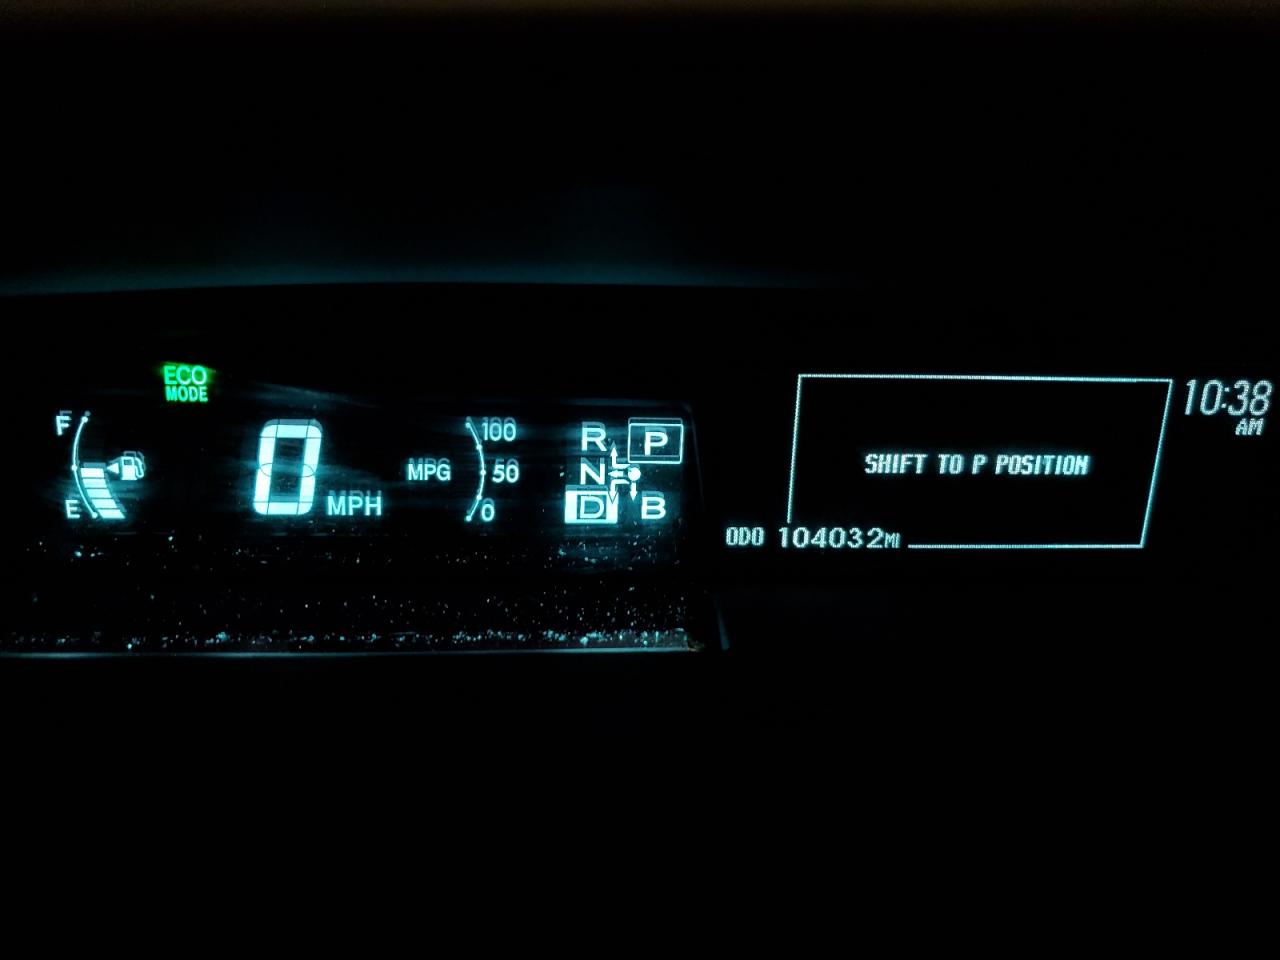 ECO
MODE
F
E
0 MPH
MPG
100
50
0
R P
N
D B
ODO 104032MI
SHIFT TO P POSITION
10:38
AM